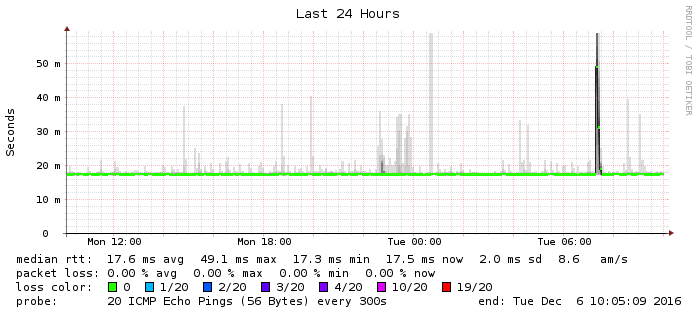 Last 24 Hours
RRDTOOL / TOBI OETIKER
Seconds
50 m
40 m
30 m
20 m
10 m
0
Mon 12:00 Mon 18:00 Tue 00:00 Tue 06:00
median rtt: 17.6 ms avg 49.1 ms max 17.3 ms min 17.5 ms now 2.0 ms sd 8.6 am/s
packet loss: 0.00 % avg 0.00 % max 0.00 % min 0.00 % now
loss color: 0 1/20 2/20 3/20 4/20 10/20 19/20
probe: 20 ICMP Echo Pings (56 Bytes) every 300s end: Tue Dec 6 10:05:09 2016